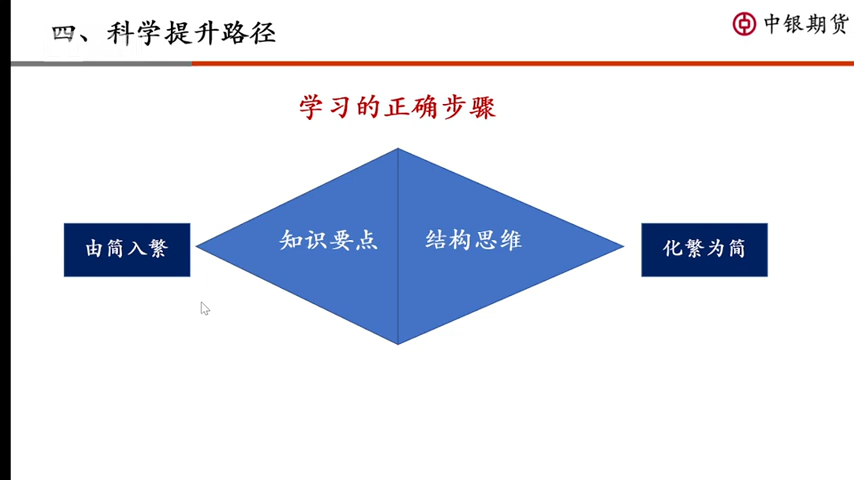 四、科学提升路径
中银期货
学习的正确步骤
由简入繁
知识要点
结构思维
化繁为简